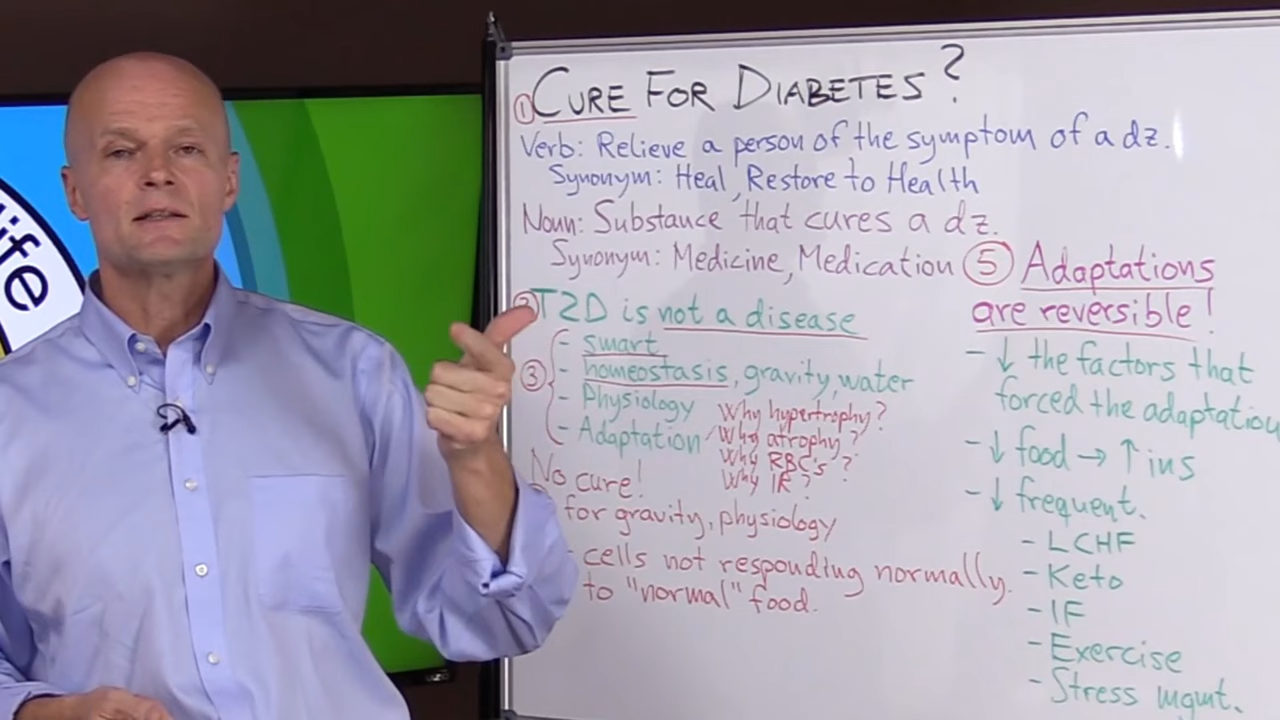 ① CURE FOR DIABETES?
Verb: Relieve a person of the symptom of a dz.
Synonym: Heal, Restore to Health
Noun: Substance that cures a dz.
Synonym: Medicine, Medication
② T2D is not a disease
③ - smart
- homeostasis, gravity, water
- Physiology
- Adaptation
Why hypertrophy?
Why atrophy?
Why RBC's?
Why IR?
No cure!
for gravity, physiology
- cells not responding normally.
to "normal" food.
⑤ Adaptations
are reversible!
- ↓ the factors that
forced the adaptation
- ↓ food → ↑ ins
- ↓ frequent.
- LCHF
- Keto
- IF
- Exercise
- Stress mgmt.
ife